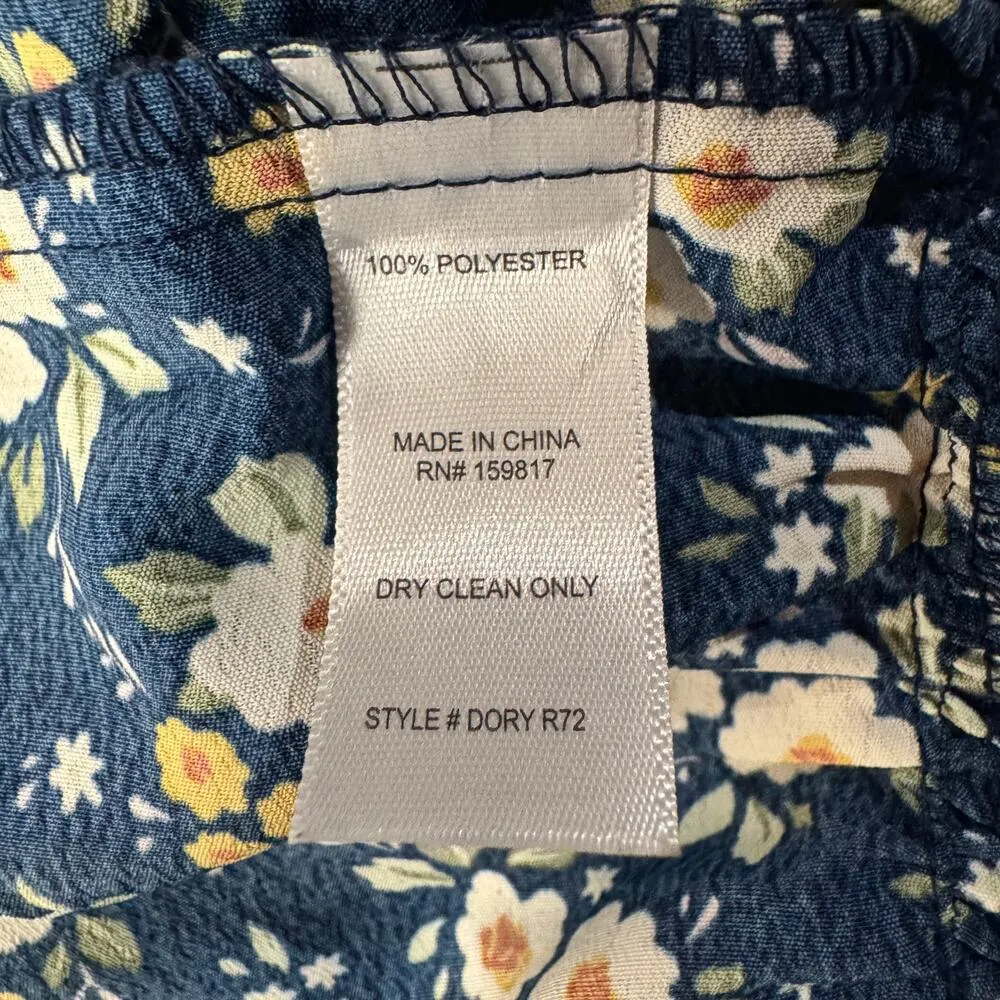 100% POLYESTER
MADE IN CHINA
RN# 159817
DRY CLEAN ONLY
STYLE # DORY R72